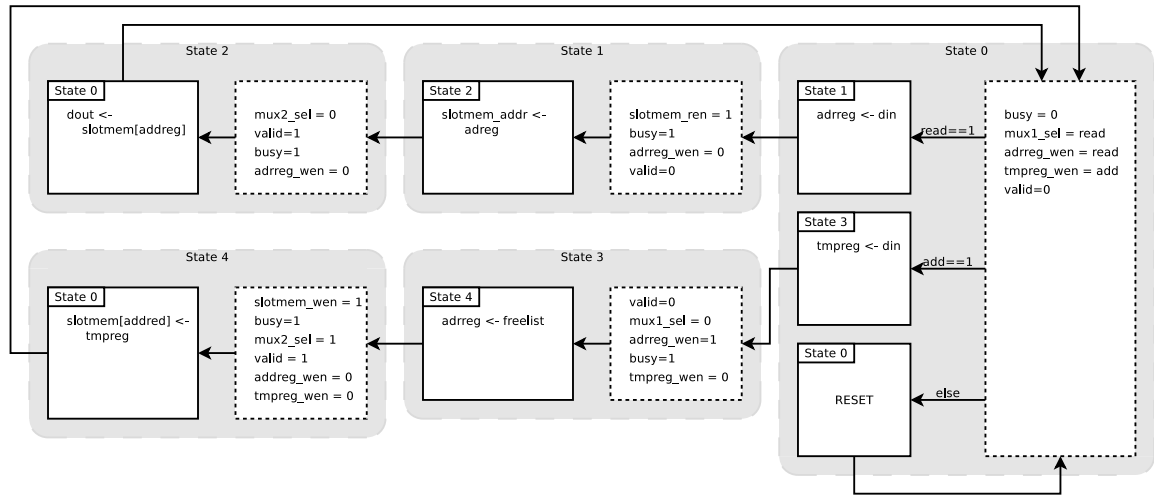 State 2
State 0
dout <-
slotmem[addreg]
mux2_sel = 0
valid=1
busy=1
adrreg_wen = 0
State 1
State 2
slotmem_addr <-
adreg
slotmem_ren = 1
busy=1
adrreg_wen = 0
valid=0
State 0
State 1
adrreg <- din
read==1
busy = 0
mux1_sel = read
adrreg_wen = read
tmpreg_wen = add
valid=0
State 3
tmpreg <- din
add==1
State 0
RESET
else
State 4
State 0
slotmem[addred] <-
tmpreg
slotmem_wen = 1
busy=1
mux2_sel = 1
valid = 1
addreg_wen = 0
tmpreg_wen = 0
State 3
State 4
adrreg <- freelist
valid=0
mux1_sel = 0
adrreg_wen=1
busy=1
tmpreg_wen = 0